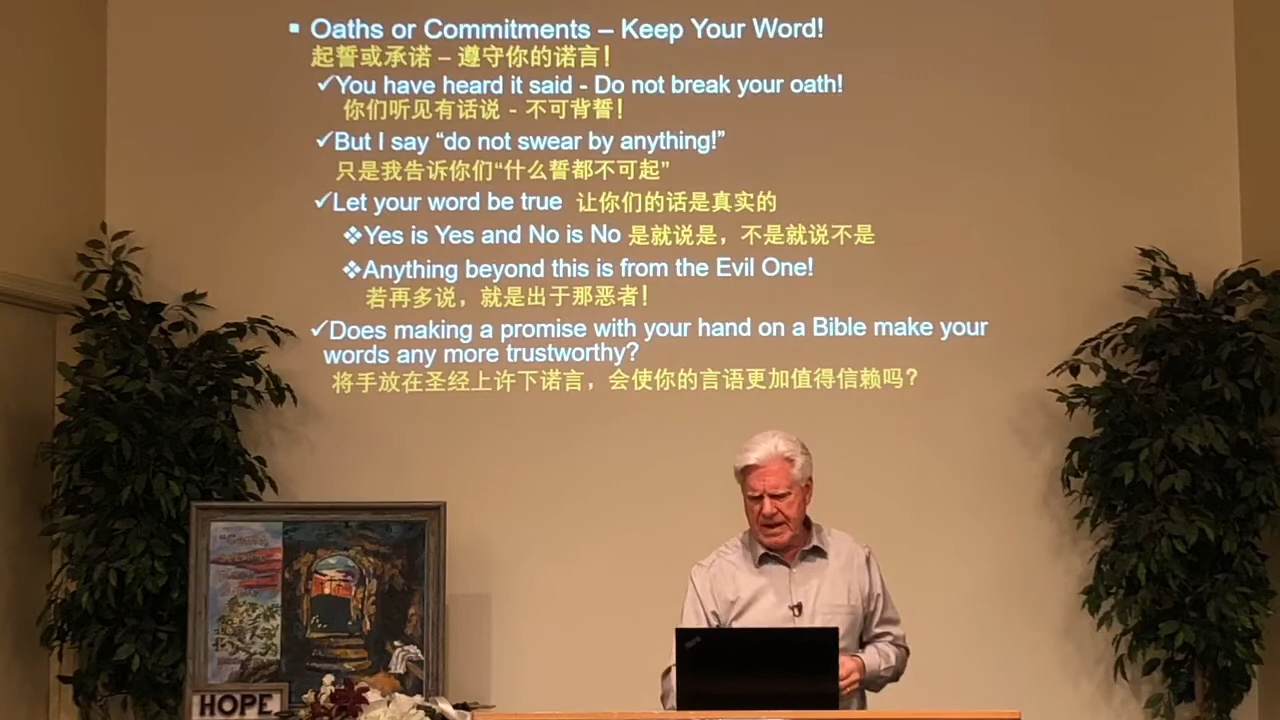 Oaths or Commitments – Keep Your Word!
起誓或承诺 – 遵守你的诺言！
You have heard it said - Do not break your oath!
你们听见有话说 - 不可背誓！
But I say “do not swear by anything!”
只是我告诉你们“什么誓都不可起”
Let your word be true 让你们的话是真实的
Yes is Yes and No is No 是就说是，不是就说不是
Anything beyond this is from the Evil One!
若再多说，就是出于那恶者！
Does making a promise with your hand on a Bible make your
words any more trustworthy?
将手放在圣经上许下诺言，会使你的言语更加值得信赖吗？
HOPE